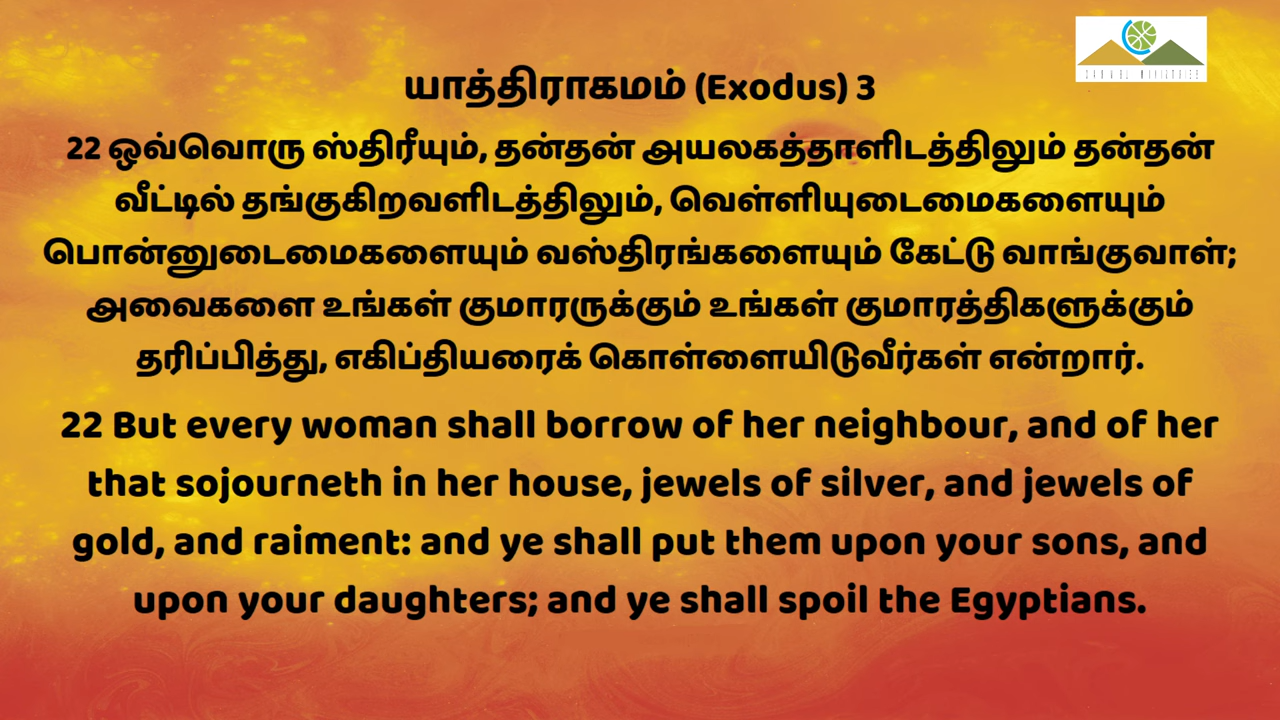 யாத்திராகமம் (Exodus) 3
22 ஒவ்வொரு ஸ்திரீயும், தன்தன் அயலகத்தாளிடத்திலும் தன்தன்
வீட்டில் தங்குகிறவளிடத்திலும், வெள்ளியுடைமைகளையும்
பொன்னுடைமைகளையும் வஸ்திரங்களையும் கேட்டு வாங்குவாள்;
அவைகளை உங்கள் குமாரருக்கும் உங்கள் குமாரத்திகளுக்கும்
தரிப்பித்து, எகிப்தியரைக் கொள்ளையிடுவீர்கள் என்றார்.
22 But every woman shall borrow of her neighbour, and of her
that sojourneth in her house, jewels of silver, and jewels of
gold, and raiment: and ye shall put them upon your sons, and
upon your daughters; and ye shall spoil the Egyptians.